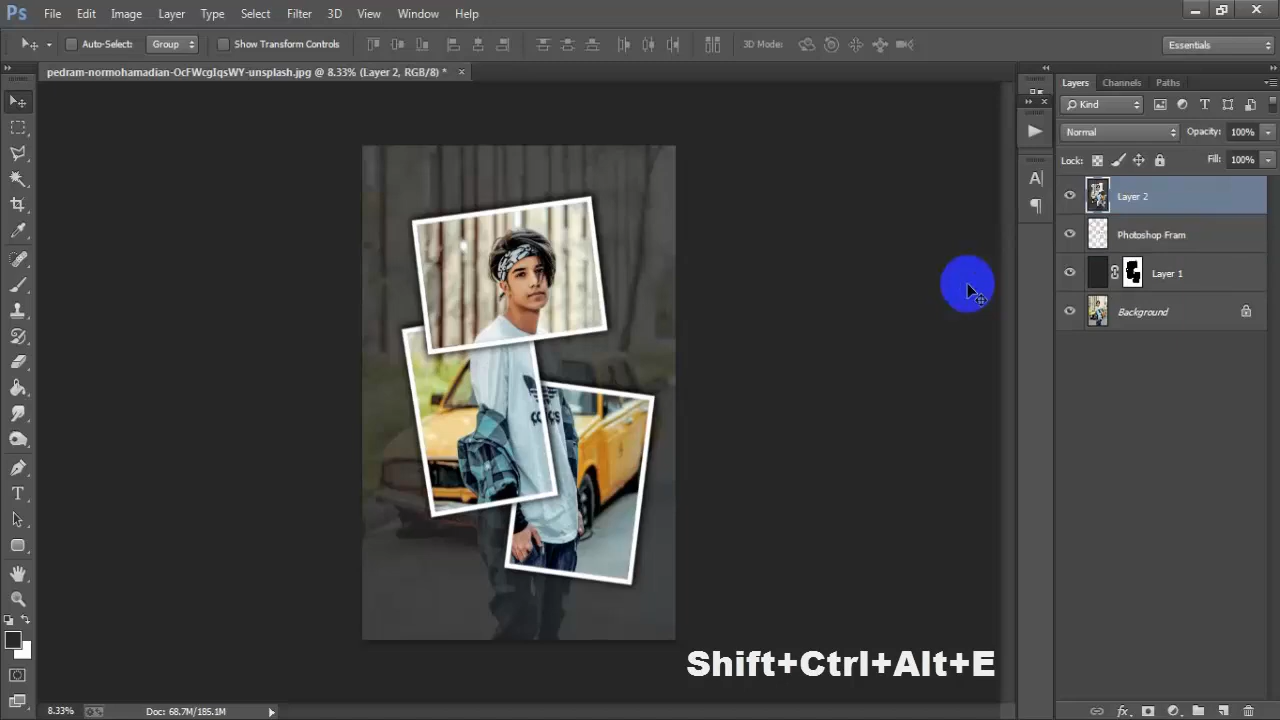 Ps File Edit Image Layer Type Select Filter 3D View Window Help
Auto-Select: Group Show Transform Controls 3D Mode: Essentials
pedram-normohamadian-OcFWcgIqsWY-unsplash.jpg @ 8.33% (Layer 2, RGB/8) *
Layers Channels Paths
Kind
Normal Opacity: 100%
Lock: Fill: 100%
Layer 2
Photoshop Fram
Layer 1
Background
Shift+Ctrl+Alt+E
8.33% Doc: 68.7M/185.1M